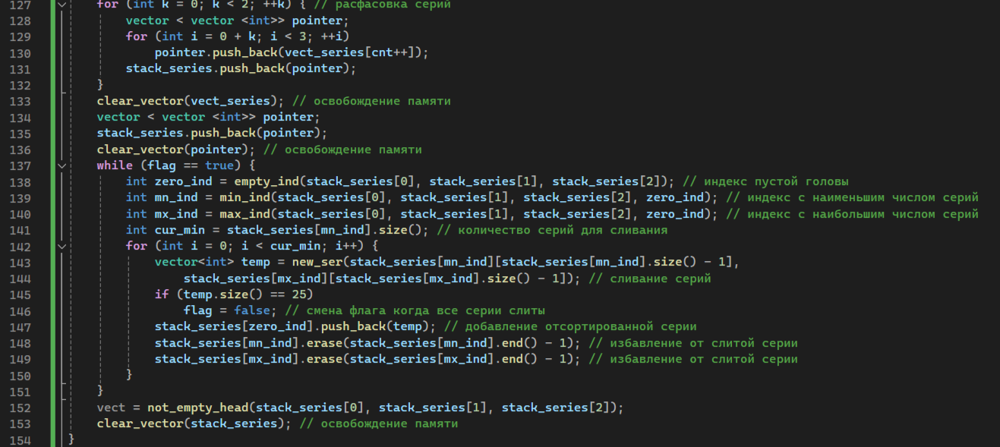 127 for (int k = 0; k < 2; ++k) { // расфасовка серий
128 vector < vector <int>> pointer;
129 for (int i = 0 + k; i < 3; ++i)
130 pointer.push_back(vect_series[cnt++]);
131 stack_series.push_back(pointer);
132 }
133 clear_vector(vect_series); // освобождение памяти
134 vector < vector <int>> pointer;
135 stack_series.push_back(pointer);
136 clear_vector(pointer); // освобождение памяти
137 while (flag == true) {
138 int zero_ind = empty_ind(stack_series[0], stack_series[1], stack_series[2]); // индекс пустой головы
139 int mn_ind = min_ind(stack_series[0], stack_series[1], stack_series[2], zero_ind); // индекс с наименьшим числом серий
140 int mx_ind = max_ind(stack_series[0], stack_series[1], stack_series[2], zero_ind); // индекс с наибольшим числом серий
141 int cur_min = stack_series[mn_ind].size(); // количество серий для сливания
142 for (int i = 0; i < cur_min; i++) {
143 vector<int> temp = new_ser(stack_series[mn_ind][stack_series[mn_ind].size() - 1],
144 stack_series[mx_ind][stack_series[mx_ind].size() - 1]); // сливание серий
145 if (temp.size() == 25)
146 flag = false; // смена флага когда все серии слиты
147 stack_series[zero_ind].push_back(temp); // добавление отсортированной серии
148 stack_series[mn_ind].erase(stack_series[mn_ind].end() - 1); // избавление от слитой серии
149 stack_series[mx_ind].erase(stack_series[mx_ind].end() - 1); // избавление от слитой серии
150 }
151 }
152 vect = not_empty_head(stack_series[0], stack_series[1], stack_series[2]);
153 clear_vector(stack_series); // освобождение памяти
154 }